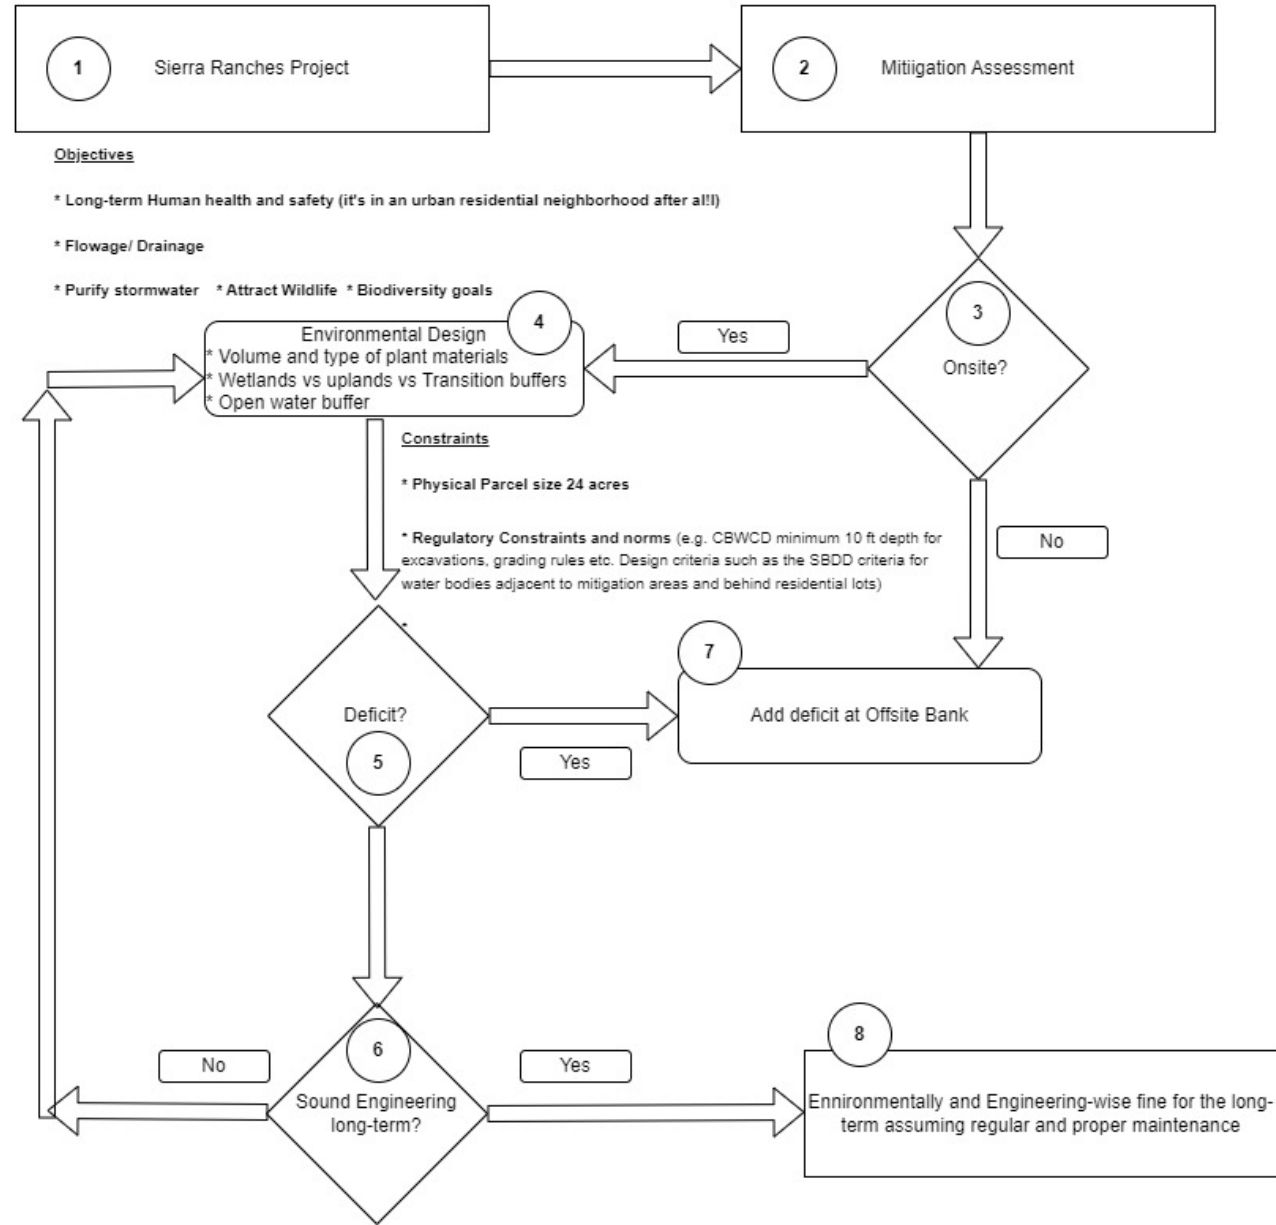 1
Sierra Ranches Project
2
Mitiigation Assessment
Objectives
* Long-term Human health and safety (it's in an urban residential neighborhood after al!l)
* Flowage/ Drainage
* Purify stormwater * Attract Wildlife * Biodiversity goals
3
Onsite?
Yes
4
Environmental Design
* Volume and type of plant materials
* Wetlands vs uplands vs Transition buffers
* Open water buffer
Constraints
* Physical Parcel size 24 acres
* Regulatory Constraints and norms (e.g. CBWCD minimum 10 ft depth for
excavations, grading rules etc. Design criteria such as the SBDD criteria for
water bodies adjacent to mitigation areas and behind residential lots)
No
Deficit?
5
Yes
7
Add deficit at Offsite Bank
6
Sound Engineering
long-term?
No
Yes
8
Ennironmentally and Engineering-wise fine for the long-
term assuming regular and proper maintenance